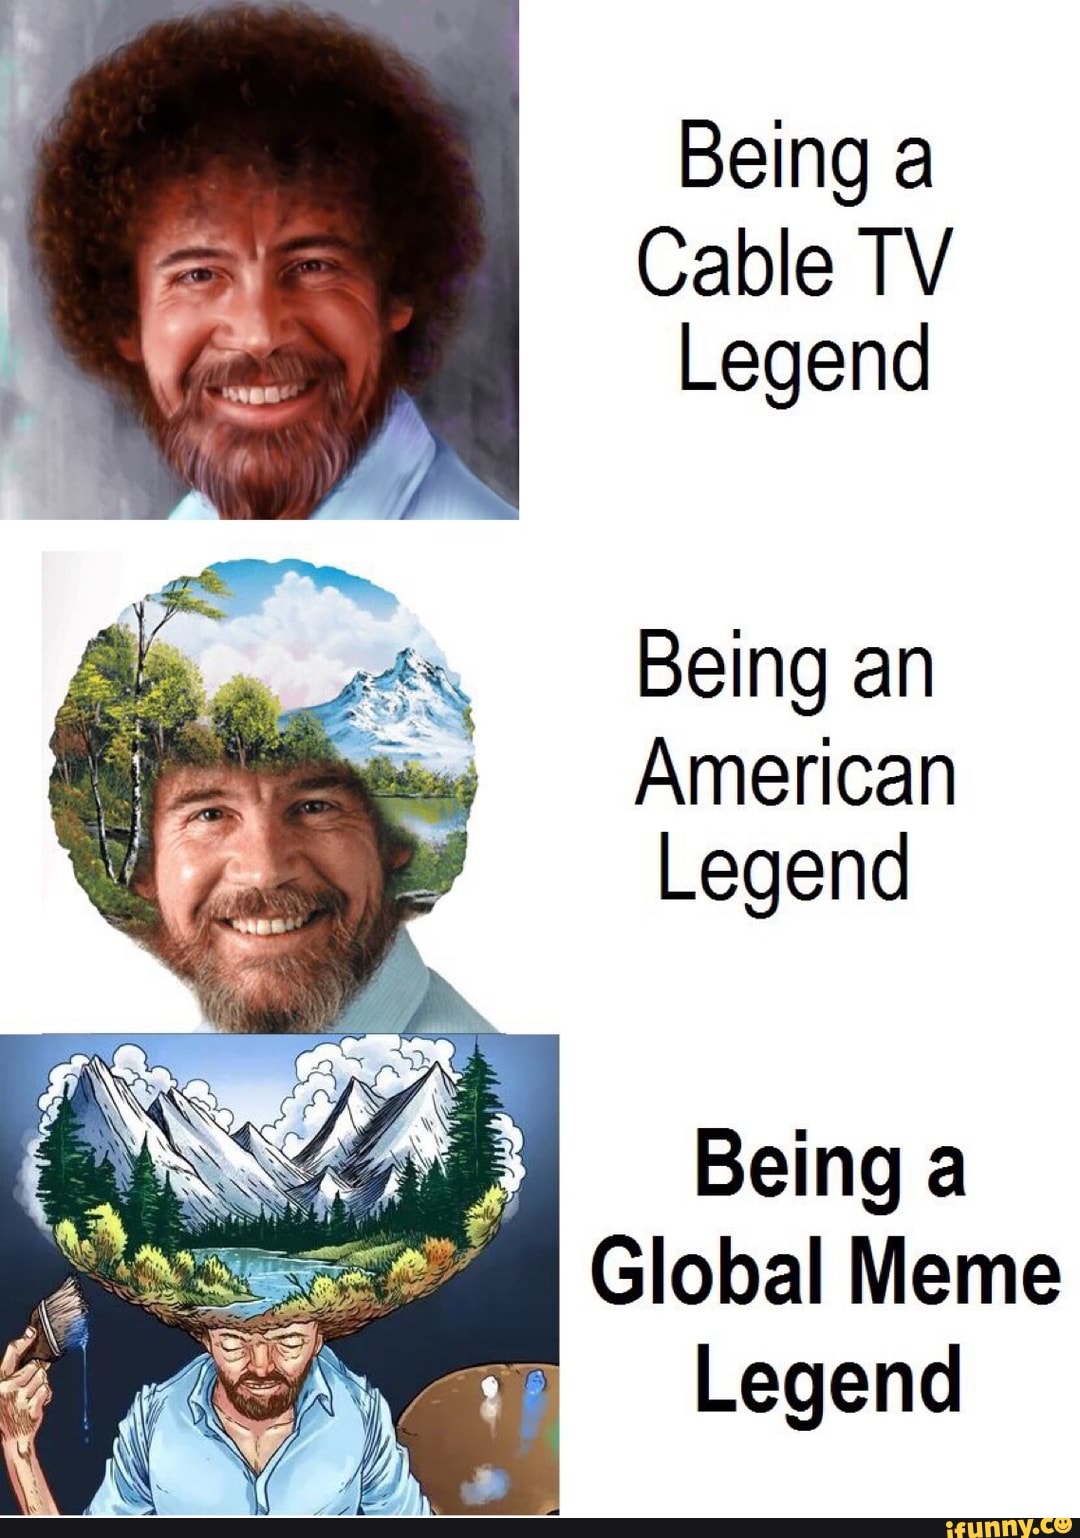 Being a
Cable TV
Legend
Being an
American
Legend
Being a
Global Meme
Legend
ifunny.co